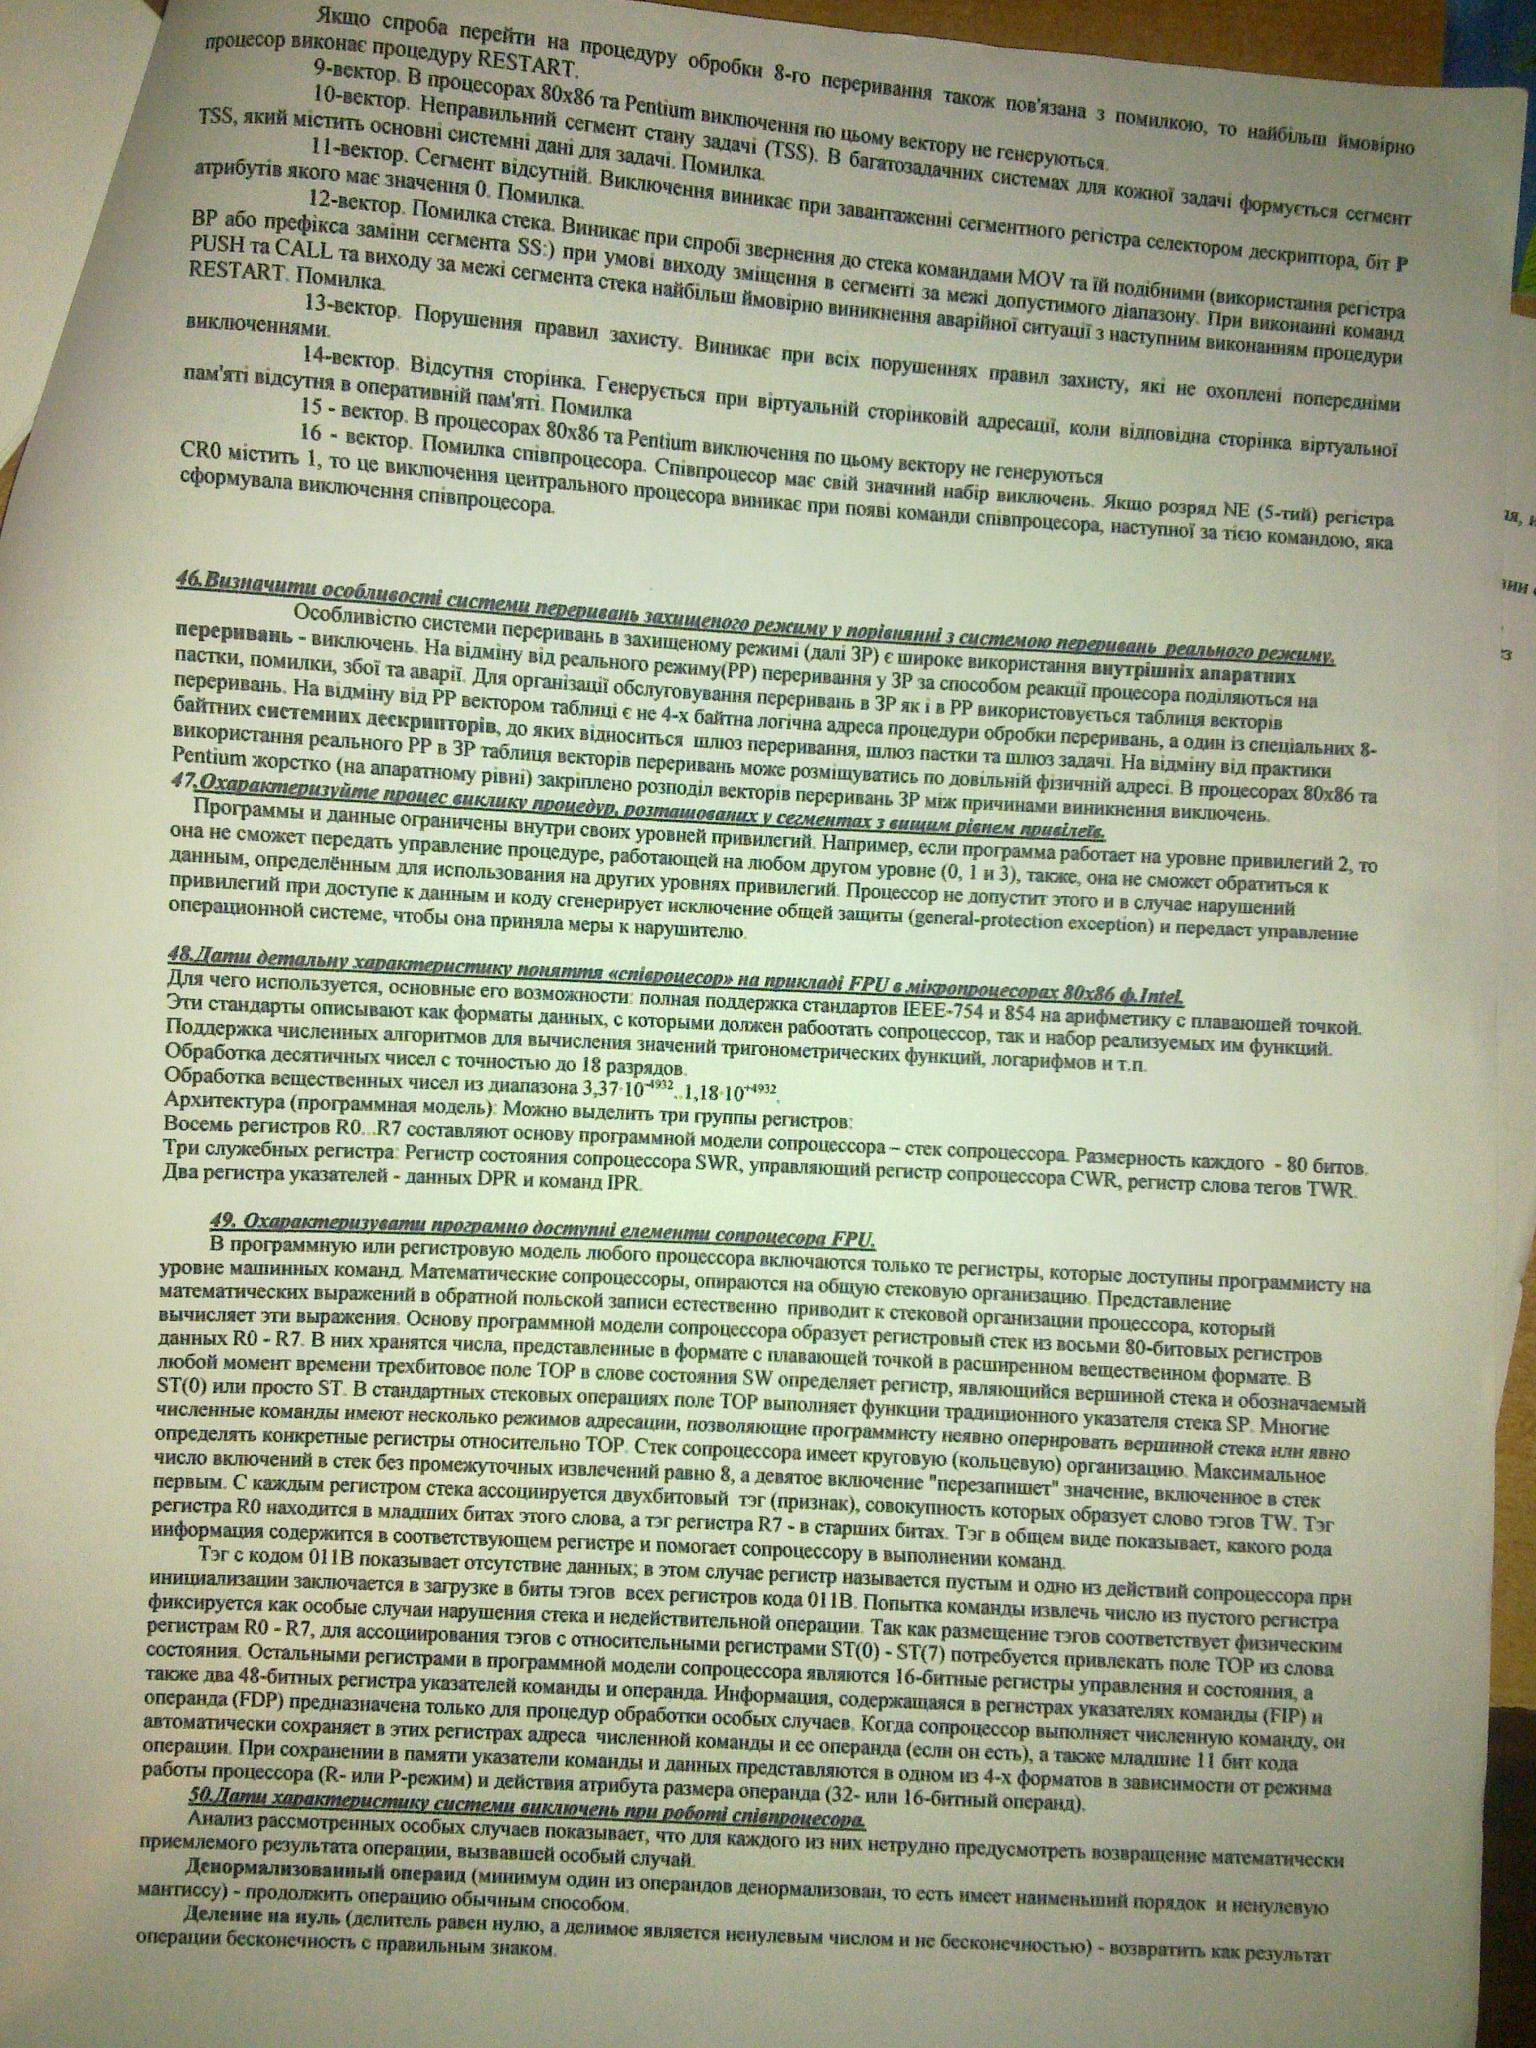 Якщо спроба перейти на процедуру обробки 8-го переривання також пов'язана з помилкою, то найбільш ймовірно
процесор виконає процедуру RESTART.
9-вектор. В процесорах 80x86 та Pentium виключення по цьому вектору не генеруються.
10-вектор. Неправильний сегмент стану задачі (TSS). В багатозадачних системах для кожної задачі формується сегмент
TSS, який містить основні системні дані для задачі. Помилка.
11-вектор. Сегмент відсутній. Виключення виникає при завантаженні сегментного регістра селектором дескриптора, біт P
атрибутів якого має значення 0. Помилка.
12-вектор. Помилка стека. Виникає при спробі звернення до стека командами MOV та їй подібними (використання регістра
BP або префікса заміни сегмента SS:) при умові виходу зміщення в сегменті за межі допустимого діапазону. При виконанні команд
PUSH та CALL та виходу за межі сегмента стека найбільш ймовірно виникнення аварійної ситуації з наступним виконанням процедури
RESTART. Помилка.
13-вектор. Порушення правил захисту. Виникає при всіх порушеннях правил захисту, які не охоплені попередніми
виключеннями.
14-вектор. Відсутня сторінка. Генерується при віртуальній сторінковій адресації, коли відповідна сторінка віртуальної
пам'яті відсутня в оперативній пам'яті. Помилка
15 - вектор. В процесорах 80x86 та Pentium виключення по цьому вектору не генеруються
16 - вектор. Помилка співпроцесора. Співпроцесор має свій значний набір виключень. Якщо розряд NE (5-тий) регістра
CR0 містить 1, то це виключення центрального процесора виникає при появі команди співпроцесора, наступної за тією командою, яка
сформувала виключення співпроцесора.
46.Визначити особливості системи переривань захищеного режиму у порівнянні з системою переривань реального режиму.
Особливістю системи переривань в захищеному режимі (далі ЗР) є широке використання внутрішніх апаратних
переривань - виключень. На відміну від реального режиму(РР) переривання у ЗР за способом реакції процесора поділяються на
пастки, помилки, збої та аварії. Для організації обслуговування переривань в ЗР як і в РР використовується таблиця векторів
переривань. На відміну від РР вектором таблиці є не 4-х байтна логічна адреса процедури обробки переривань, а один із спеціальних 8-
байтних системних дескрипторів, до яких відноситься шлюз переривання, шлюз пастки та шлюз задачі. На відміну від практики
використання реального РР в ЗР таблиця векторів переривань може розміщуватись по довільній фізичній адресі. В процесорах 80x86 та
Pentium жорстко (на апаратному рівні) закріплено розподіл векторів переривань ЗР між причинами виникнення виключень.
47.Охарактеризуйте процес виклику процедур, розташованих у сегментах з вищим рівнем привілеїв.
Программы и данные ограничены внутри своих уровней привилегий. Например, если программа работает на уровне привилегий 2, то
она не сможет передать управление процедуре, работающей на любом другом уровне (0, 1 и 3), также, она не сможет обратиться к
данным, определённым для использования на других уровнях привилегий. Процессор не допустит этого и в случае нарушений
привилегий при доступе к данным и коду сгенерирует исключение общей защиты (general-protection exception) и передаст управление
операционной системе, чтобы она приняла меры к нарушителю.
48.Дати детальну характеристику поняття «співроцесор» на прикладі FPU в мікропроцесорах 80x86 ф.Intel.
Для чего используется, основные его возможности: полная поддержка стандартов IEEE-754 и 854 на арифметику с плавающей точкой.
Эти стандарты описывают как форматы данных, с которыми должен рабоотать сопроцессор, так и набор реализуемых им функций.
Поддержка численных алгоритмов для вычисления значений тригонометрических функций, логарифмов и т.п.
Обработка десятичных чисел с точностью до 18 разрядов.
Обработка вещественных чисел из диапазона 3,37·10⁻⁴⁹³²..1,18·10⁺⁴⁹³².
Архитектура (программная модель): Можно выделить три группы регистров:
Восемь регистров R0...R7 составляют основу программной модели сопроцессора – стек сопроцессора. Размерность каждого - 80 битов.
Три служебных регистра: Регистр состояния сопроцессора SWR, управляющий регистр сопроцессора CWR, регистр слова тегов TWR.
Два регистра указателей - данных DPR и команд IPR.
49. Охарактеризувати програмно доступні елементи сопроцесора FPU.
В программную или регистровую модель любого процессора включаются только те регистры, которые доступны программисту на
уровне машинных команд. Математические сопроцессоры, опираются на общую стековую организацию. Представление
математических выражений в обратной польской записи естественно приводит к стековой организации процессора, который
вычисляет эти выражения. Основу программной модели сопроцессора образует регистровый стек из восьми 80-битовых регистров
данных R0 - R7. В них хранятся числа, представленные в формате с плавающей точкой в расширенном вещественном формате. В
любой момент времени трехбитовое поле TOP в слове состояния SW определяет регистр, являющийся вершиной стека и обозначаемый
ST(0) или просто ST. В стандартных стековых операциях поле TOP выполняет функции традиционного указателя стека SP. Многие
численные команды имеют несколько режимов адресации, позволяющие программисту неявно оперировать вершиной стека или явно
определять конкретные регистры относительно TOP. Стек сопроцессора имеет круговую (кольцевую) организацию. Максимальное
число включений в стек без промежуточных извлечений равно 8, а девятое включение "перезапишет" значение, включенное в стек
первым. С каждым регистром стека ассоциируется двухбитовый тэг (признак), совокупность которых образует слово тэгов TW. Тэг
регистра R0 находится в младших битах этого слова, а тэг регистра R7 - в старших битах. Тэг в общем виде показывает, какого рода
информация содержится в соответствующем регистре и помогает сопроцессору в выполнении команд.
Тэг с кодом 011B показывает отсутствие данных; в этом случае регистр называется пустым и одно из действий сопроцессора при
инициализации заключается в загрузке в биты тэгов всех регистров кода 011B. Попытка команды извлечь число из пустого регистра
фиксируется как особые случаи нарушения стека и недействительной операции. Так как размещение тэгов соответствует физическим
регистрам R0 - R7, для ассоциирования тэгов с относительными регистрами ST(0) - ST(7) потребуется привлекать поле TOP из слова
состояния. Остальными регистрами в программной модели сопроцессора являются 16-битные регистры управления и состояния, а
также два 48-битных регистра указателей команды и операнда. Информация, содержащаяся в регистрах указателях команды (FIP) и
операнда (FDP) предназначена только для процедур обработки особых случаев. Когда сопроцессор выполняет численную команду, он
автоматически сохраняет в этих регистрах адреса численной команды и ее операнда (если он есть), а также младшие 11 бит кода
операции. При сохранении в памяти указатели команды и данных представляются в одном из 4-х форматов в зависимости от режима
работы процессора (R- или P-режим) и действия атрибута размера операнда (32- или 16-битный операнд).
50.Дати характеристику системи виключень при роботі співпроцесора.
Анализ рассмотренных особых случаев показывает, что для каждого из них нетрудно предусмотреть возвращение математически
приемлемого результата операции, вызвавшей особый случай.
Денормализованный операнд (минимум один из операндов денормализован, то есть имеет наименьший порядок и ненулевую
мантиссу) - продолжить операцию обычным способом.
Деление на нуль (делитель равен нулю, а делимое является ненулевым числом и не бесконечностью) - возвратить как результат
операции бесконечность с правильным знаком.